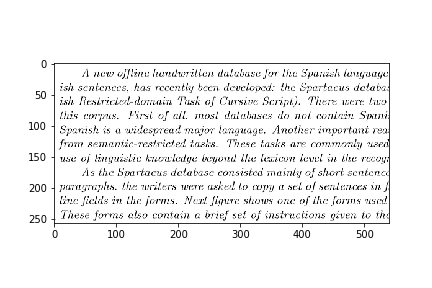 A new offline handwritten database for the Spanish language
ish sentences, has recently been developed: the Spartacus databas
ish Restricted-domain Task of Cursive Script). There were two
this corpus. First of all, most databases do not contain Spani
Spanish is a widespread major language. Another important rea
from semantic-restricted tasks. These tasks are commonly used
use of linguistic knowledge beyond the lexicon level in the recogn
As the Spartacus database consisted mainly of short sentence
paragraphs, the writers were asked to copy a set of sentences in f
line fields in the forms. Next figure shows one of the forms used
These forms also contain a brief set of instructions given to the
0
50
100
150
200
250
0 100 200 300 400 500